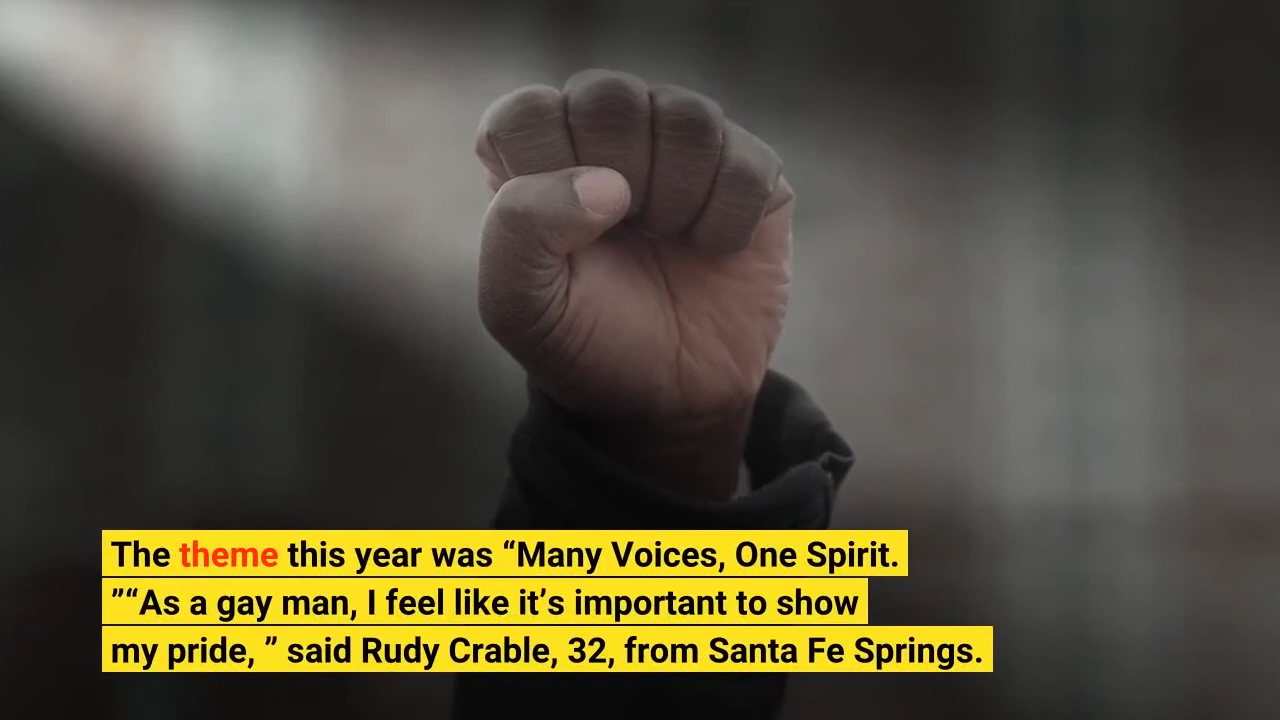 The theme this year was “Many Voices, One Spirit.
”“As a gay man, I feel like it’s important to show
my pride, ” said Rudy Crable, 32, from Santa Fe Springs.